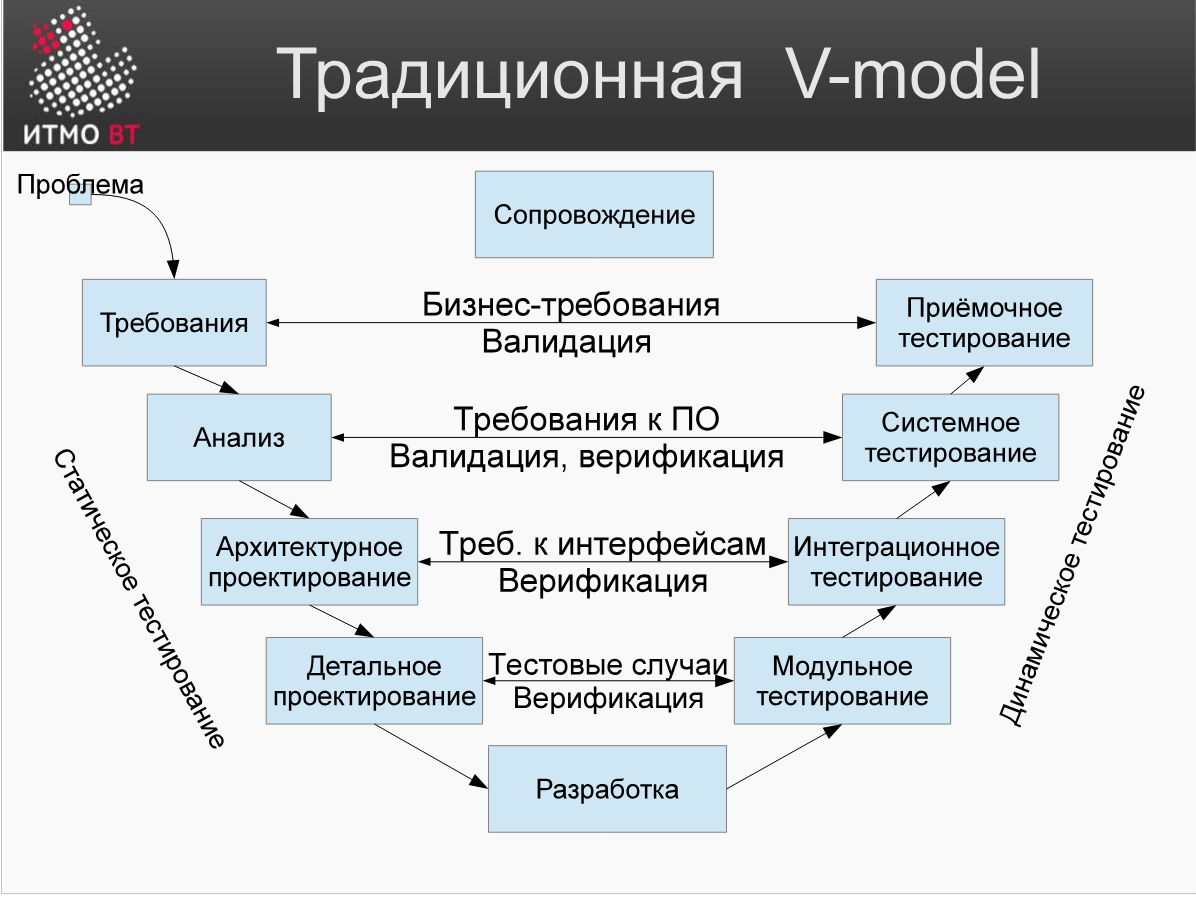 ИТМО ВТ
Традиционная V-model
Проблема
Сопровождение
Требования
Бизнес-требования
Валидация
Приёмочное
тестирование
Анализ
Требования к ПО
Валидация, верификация
Системное
тестирование
Статическое тестирование
Динамическое тестирование
Архитектурное
проектирование
Треб. к интерфейсам
Верификация
Интеграционное
тестирование
Детальное
проектирование
Тестовые случаи
Верификация
Модульное
тестирование
Разработка